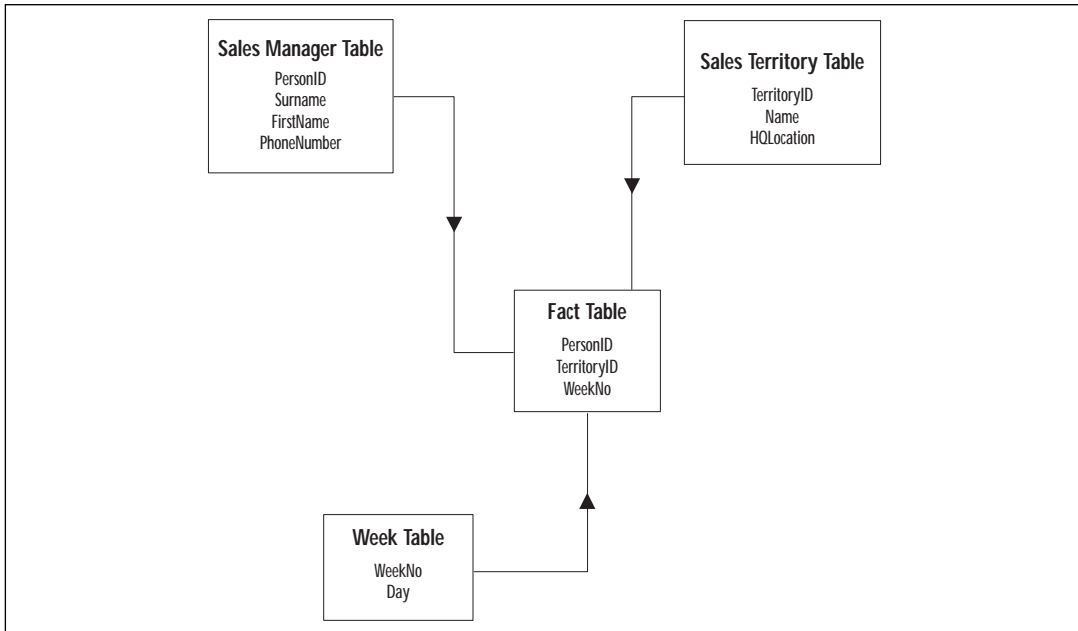 Sales Manager Table
PersonID
Surname
FirstName
PhoneNumber
Sales Territory Table
TerritoryID
Name
HQLocation
Fact Table
PersonID
TerritoryID
WeekNo
Week Table
WeekNo
Day